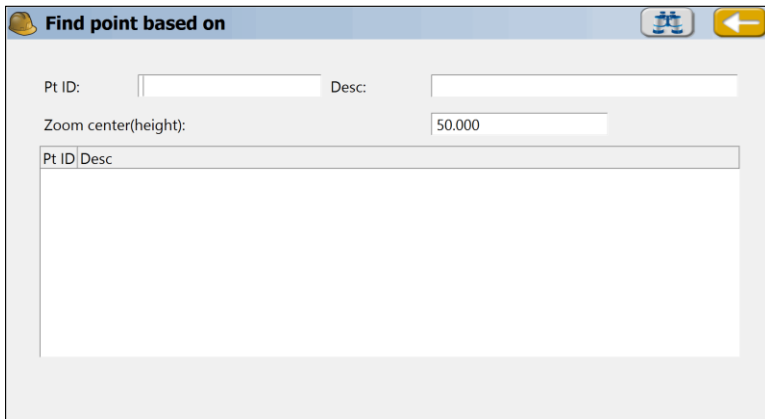 Find point based on
Pt ID: Desc:
Zoom center(height): 50.000
Pt ID Desc